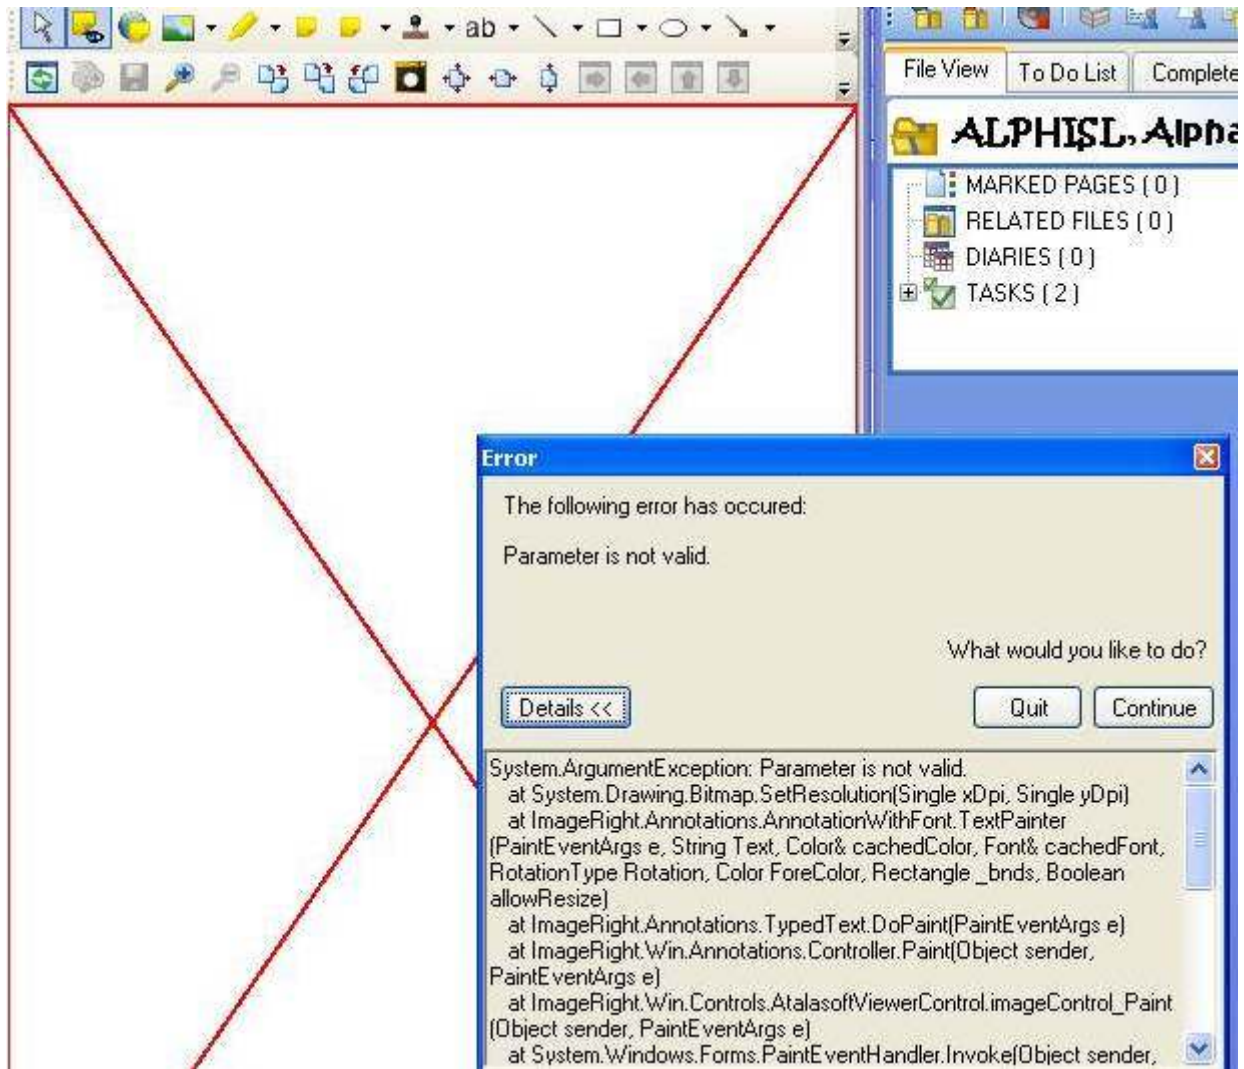 ab
File View To Do List Complete
ALPHISL, Alpha
MARKED PAGES ( 0 )
RELATED FILES ( 0 )
DIARIES ( 0 )
TASKS ( 2 )
Error
The following error has occured:
Parameter is not valid.
What would you like to do?
Details << Quit Continue
System.ArgumentException: Parameter is not valid.
at System.Drawing.Bitmap.SetResolution(Single xDpi, Single yDpi)
at ImageRight.Annotations.AnnotationWithFont.TextPainter
(PaintEventArgs e, String Text, Color& cachedColor, Font& cachedFont,
RotationType Rotation, Color ForeColor, Rectangle _bnds, Boolean
allowResize)
at ImageRight.Annotations.TypedText.DoPaint(PaintEventArgs e)
at ImageRight.Win.Annotations.Controller.Paint(Object sender,
PaintEventArgs e)
at ImageRight.Win.Controls.AtalasoftViewerControl.imageControl_Paint
(Object sender, PaintEventArgs e)
at System.Windows.Forms.PaintEventHandler.Invoke(Object sender,